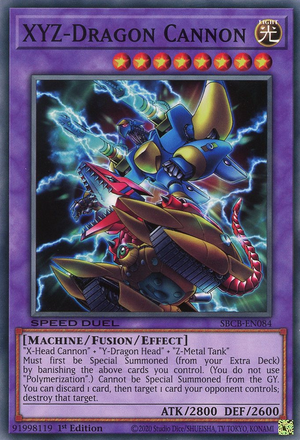 XYZ-DRAGON CANNON
LIGHT
光
SPEED DUEL
SBCB-EN084
[MACHINE/FUSION/EFFECT]
"X-Head Cannon" + "Y-Dragon Head" + "Z-Metal Tank"
Must first be Special Summoned (from your Extra Deck)
by banishing the above cards you control. (You do not use
"Polymerization".) Cannot be Special Summoned from the GY.
You can discard 1 card, then target 1 card your opponent controls;
destroy that target.
ATK/2800 DEF/2600
91998119 1st Edition
©2020 Studio Dice/SHUEISHA, TV TOKYO, KONAMI